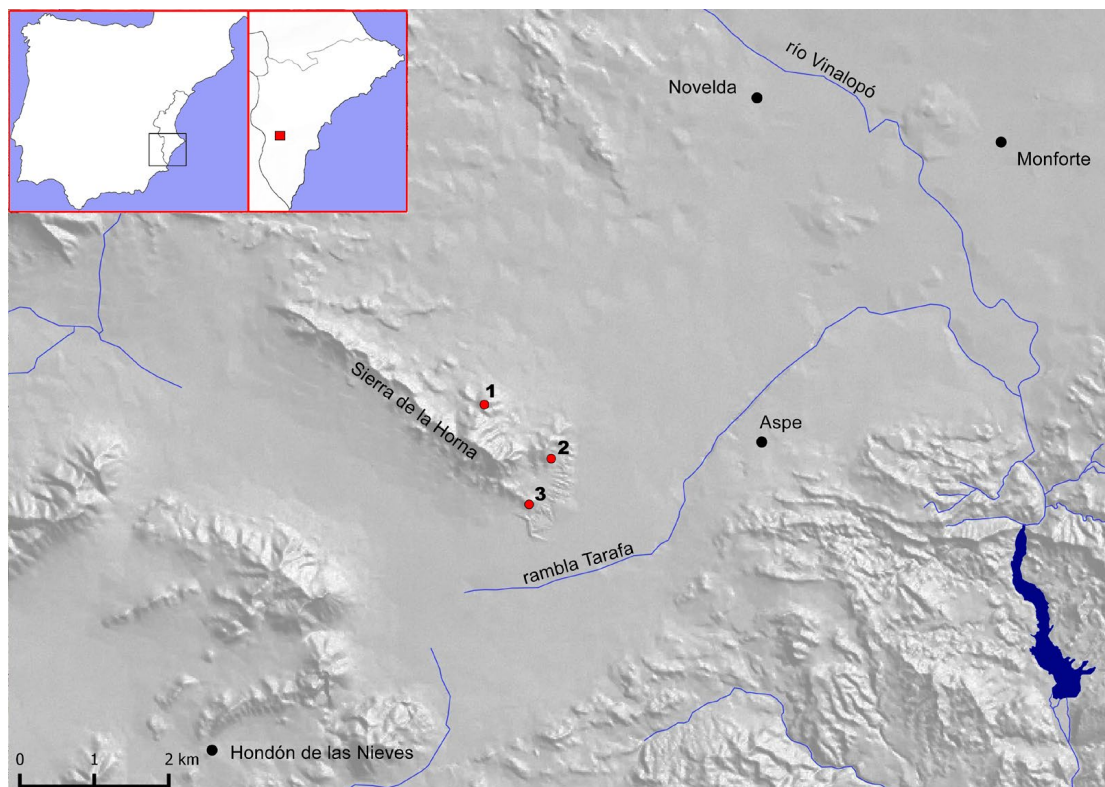 río Vinalopó
Novelda
Monforte
Sierra de la Horna
1
2
3
Aspe
rambla Tarafa
Hondón de las Nieves
0 1 2 km